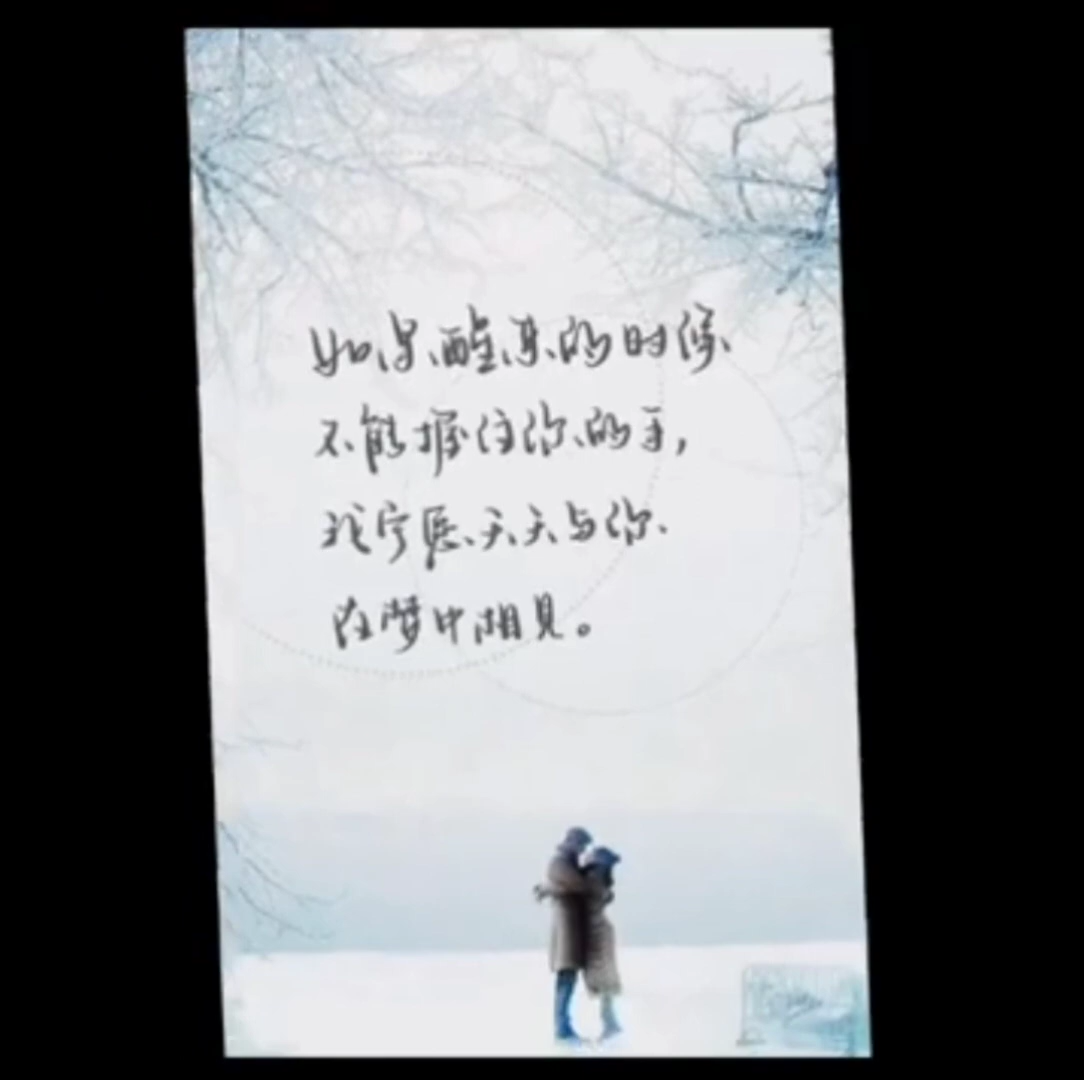 如果醒来的时候
不能握住你的手，
我宁愿天天与你
在梦中相见。